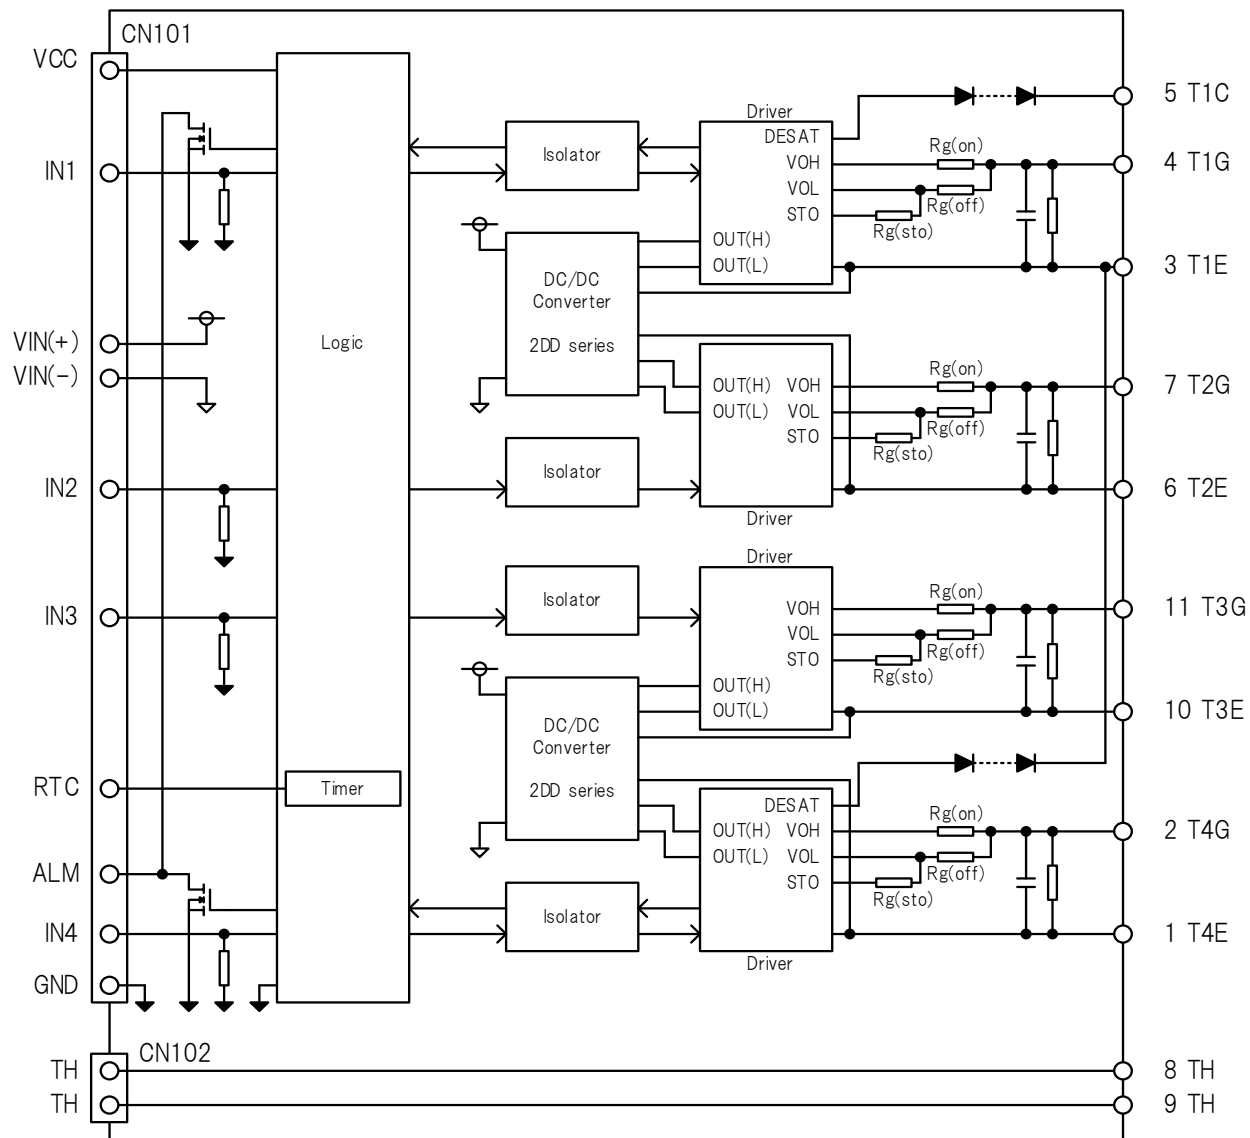 CN101
VCC
IN1
VIN(+)
VIN(-)
IN2
IN3
RTC
ALM
IN4
GND
CN102
TH
TH
Logic
Timer
Isolator
DC/DC
Converter
2DD series
Isolator
Isolator
DC/DC
Converter
2DD series
Isolator
Driver
DESAT
VOH
VOL
STO
OUT(H)
OUT(L)
Rg(on)
Rg(off)
Rg(sto)
OUT(H) VOH
OUT(L) VOL
STO
Driver
Rg(on)
Rg(off)
Rg(sto)
Driver
VOH
VOL
STO
OUT(H)
OUT(L)
Rg(on)
Rg(off)
Rg(sto)
DESAT
OUT(H) VOH
OUT(L) VOL
STO
Driver
Rg(on)
Rg(off)
Rg(sto)
5 T1C
4 T1G
3 T1E
7 T2G
6 T2E
11 T3G
10 T3E
2 T4G
1 T4E
8 TH
9 TH